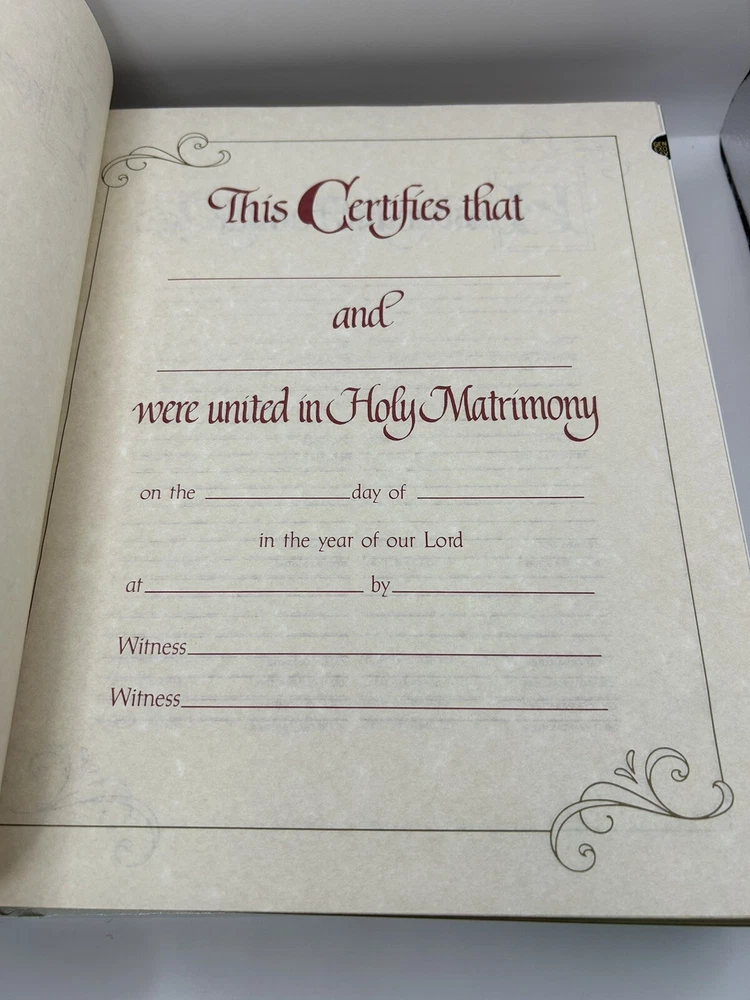 This Certifies that
and
were united in Holy Matrimony
on the day of
in the year of our Lord
at by
Witness
Witness
GEN